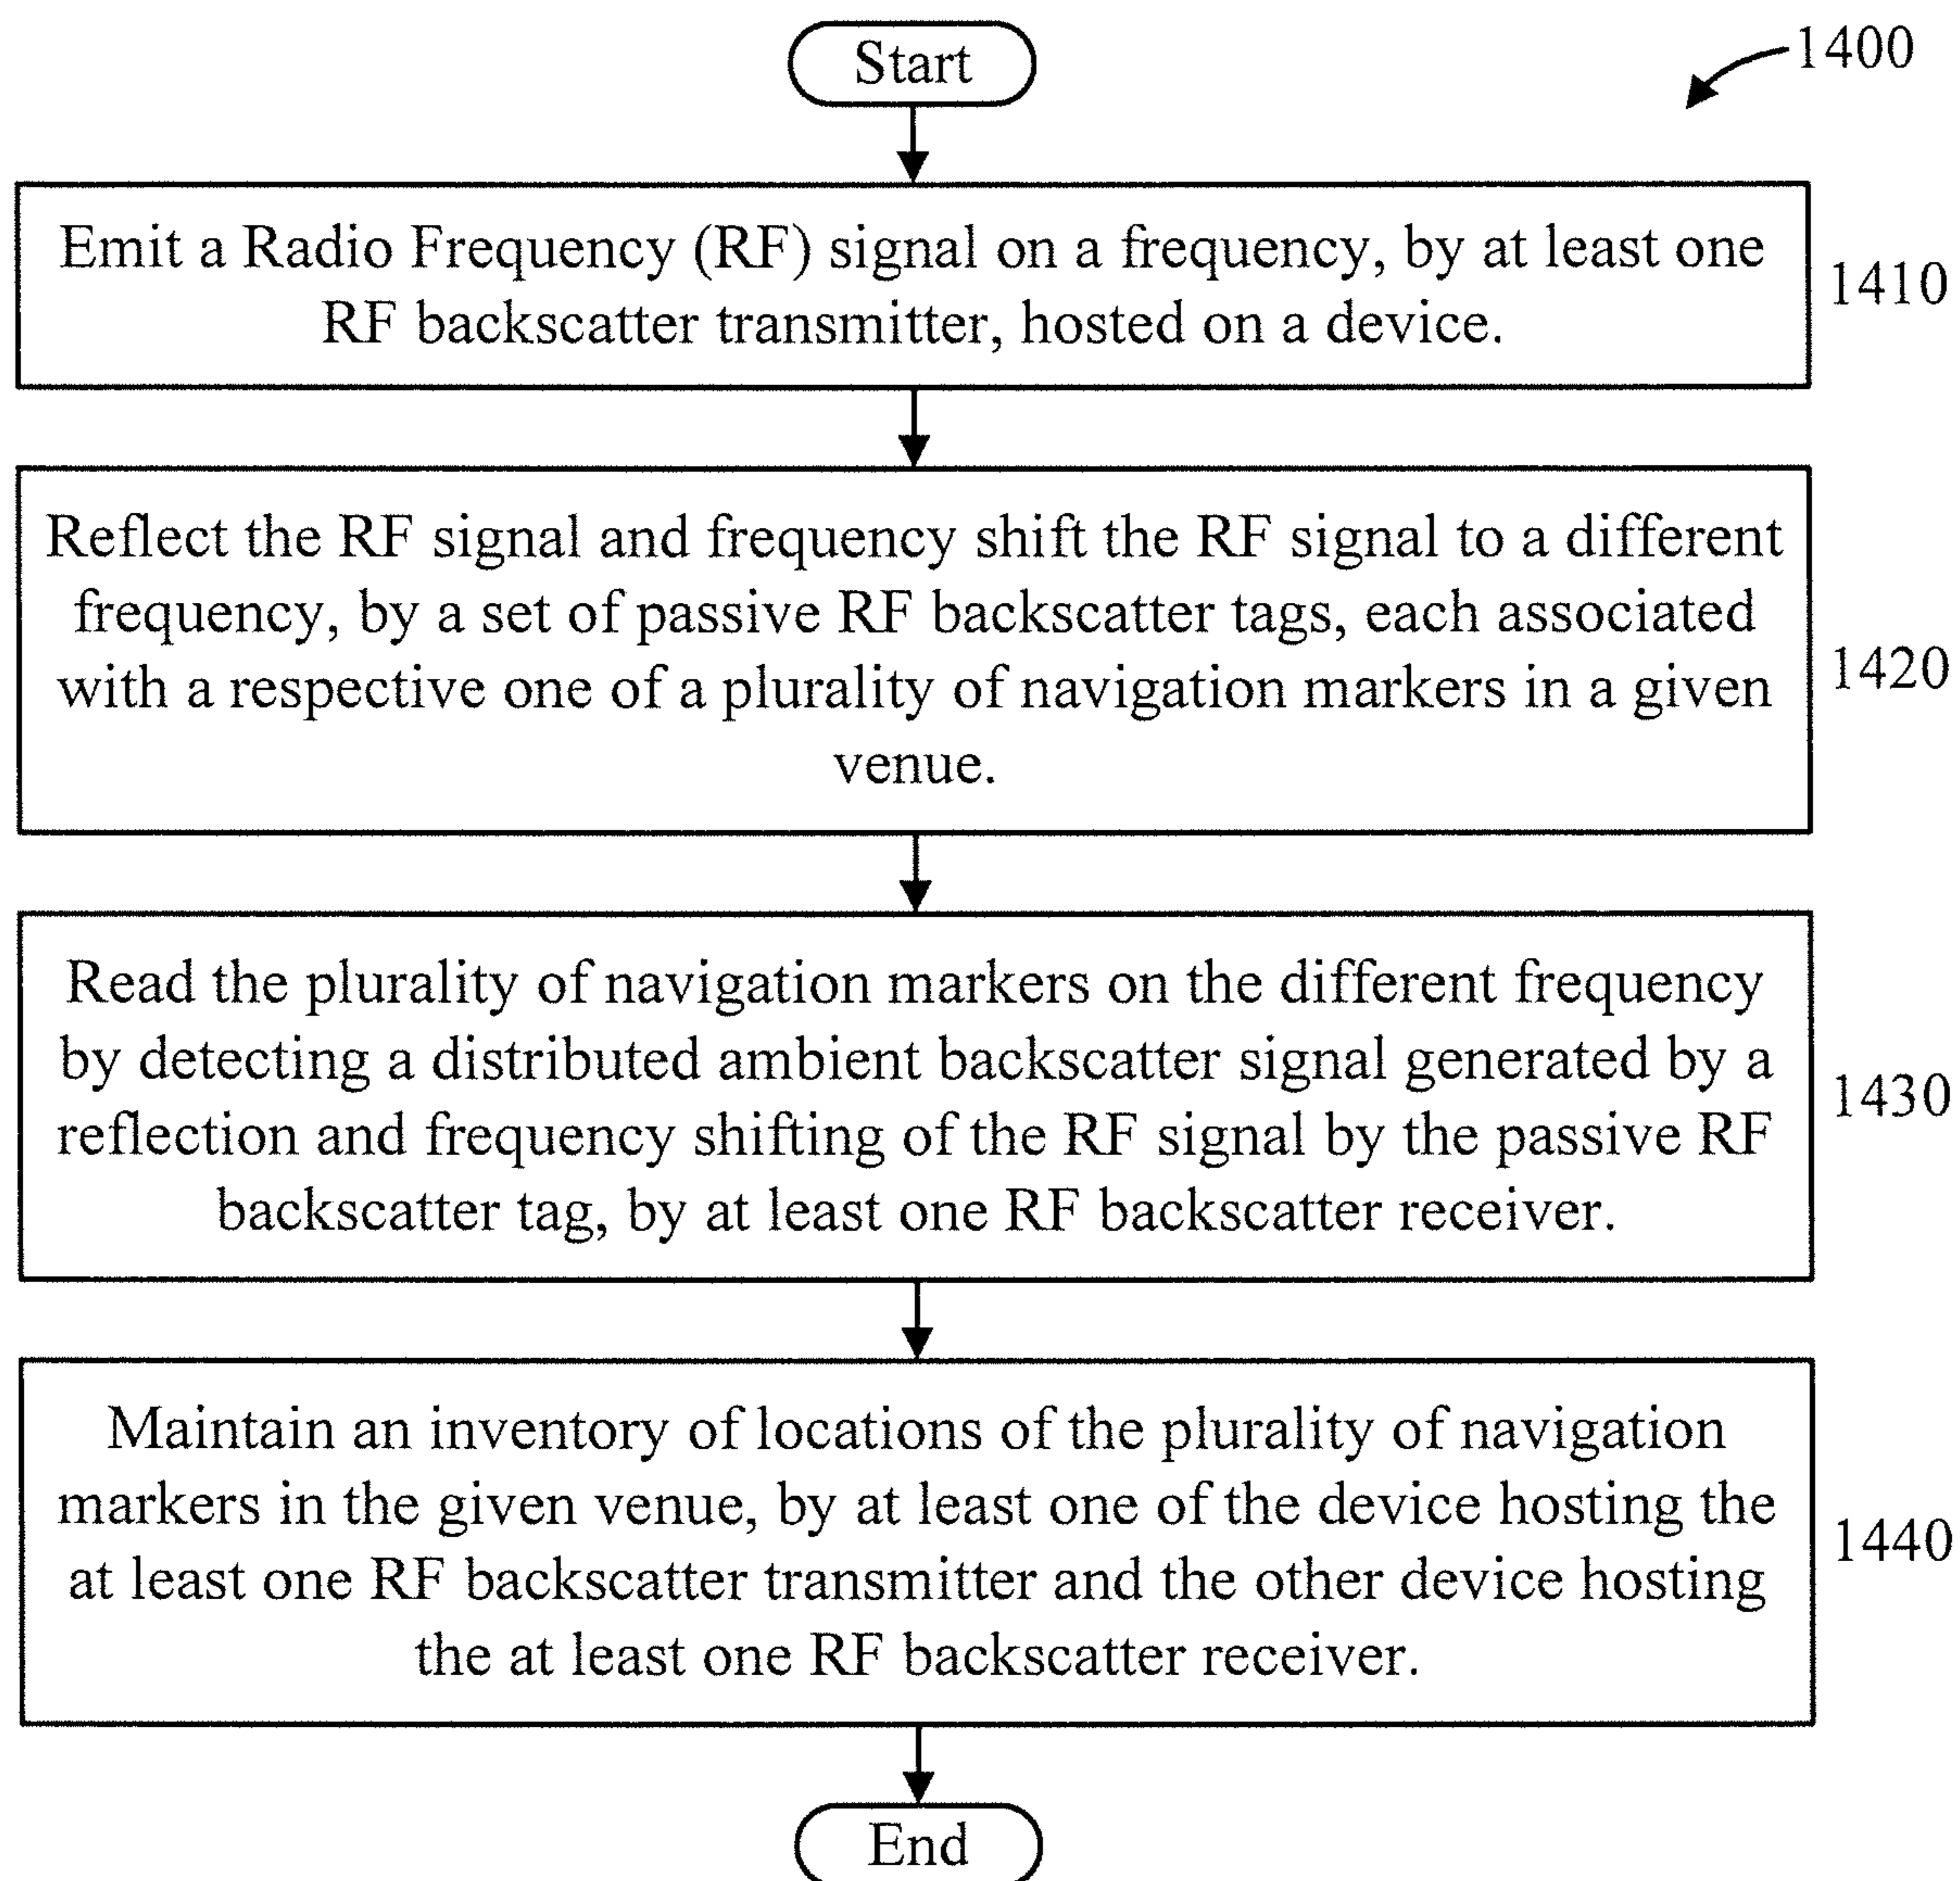 Start
1400
Emit a Radio Frequency (RF) signal on a frequency, by at least one
RF backscatter transmitter, hosted on a device.
1410
Reflect the RF signal and frequency shift the RF signal to a different
frequency, by a set of passive RF backscatter tags, each associated
with a respective one of a plurality of navigation markers in a given
venue.
1420
Read the plurality of navigation markers on the different frequency
by detecting a distributed ambient backscatter signal generated by a
reflection and frequency shifting of the RF signal by the passive RF
backscatter tag, by at least one RF backscatter receiver.
1430
Maintain an inventory of locations of the plurality of navigation
markers in the given venue, by at least one of the device hosting the
at least one RF backscatter transmitter and the other device hosting
the at least one RF backscatter receiver.
1440
End